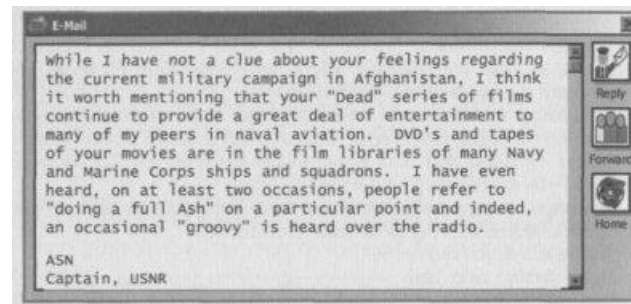 E-Mail
While I have not a clue about your feelings regarding
the current military campaign in Afghanistan, I think
it worth mentioning that your "Dead" series of films
continue to provide a great deal of entertainment to
many of my peers in naval aviation.  DVD's and tapes
of your movies are in the film libraries of many Navy
and Marine Corps ships and squadrons.  I have even
heard, on at least two occasions, people refer to
"doing a full Ash" on a particular point and indeed,
an occasional "groovy" is heard over the radio.
ASN
Captain, USNR
Reply
Forward
Home